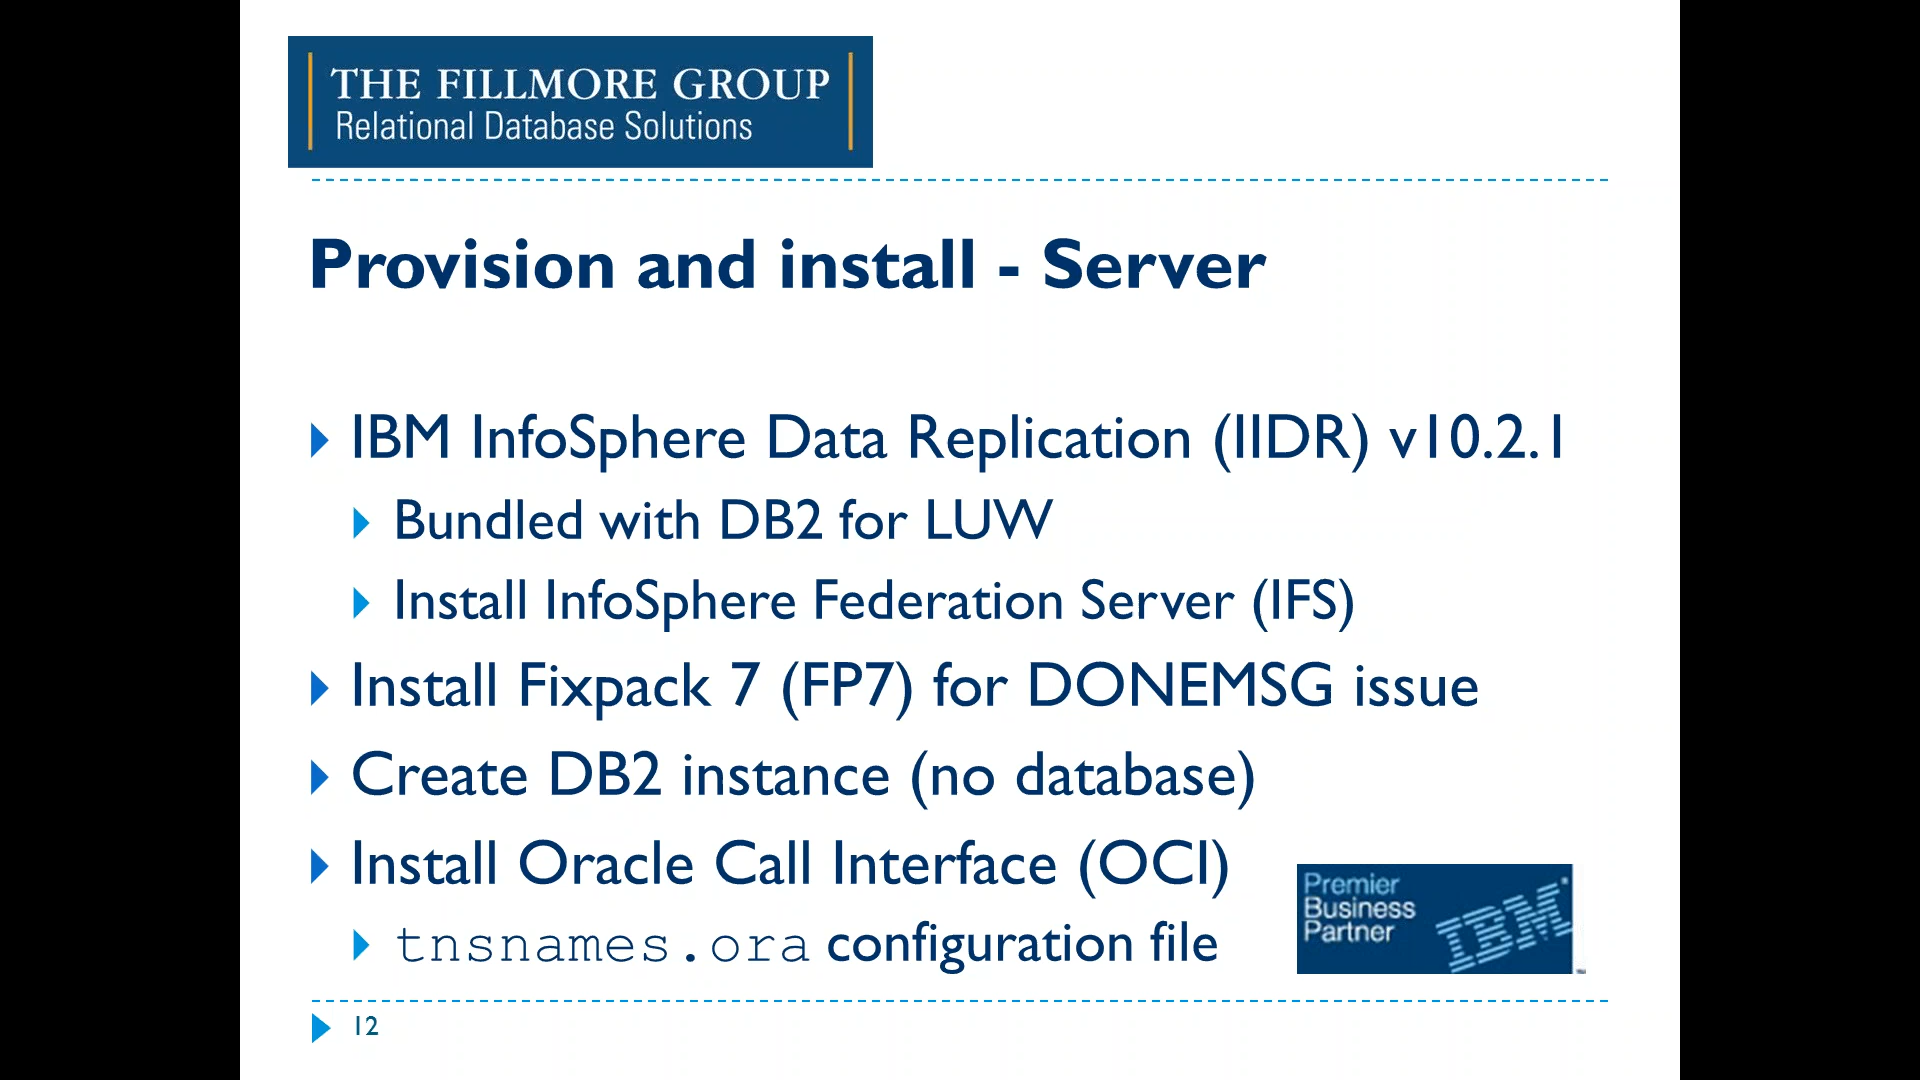 THE FILLMORE GROUP
Relational Database Solutions
Provision and install - Server
IBM InfoSphere Data Replication (IIDR) v10.2.1
Bundled with DB2 for LUW
Install InfoSphere Federation Server (IFS)
Install Fixpack 7 (FP7) for DONEMSG issue
Create DB2 instance (no database)
Install Oracle Call Interface (OCI)
tnsnames.ora configuration file
Premier
Business
Partner
IBM
12